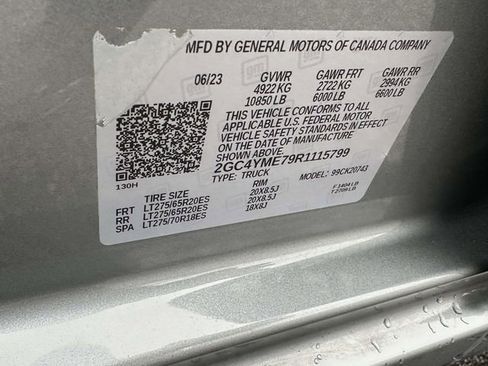 MFD BY GENERAL MOTORS OF CANADA COMPANY
06/23 GVWR GAWR FRT GAWR RR
4922 KG 2722 KG 2994 KG
10850 LB 6000 LB 6600 LB
THIS VEHICLE CONFORMS TO ALL
APPLICABLE U.S. FEDERAL MOTOR
VEHICLE SAFETY STANDARDS IN EFFECT
ON THE DATE OF MANUFACTURE SHOWN ABOVE.
2GC4YME79R1115799
TYPE: TRUCK MODEL: 99CK20743
130H
TIRE SIZE RIM
FRT LT275/65R20ES 20X8.5J
RR LT275/65R20ES 20X8.5J
SPA LT275/70R18ES 18X8J